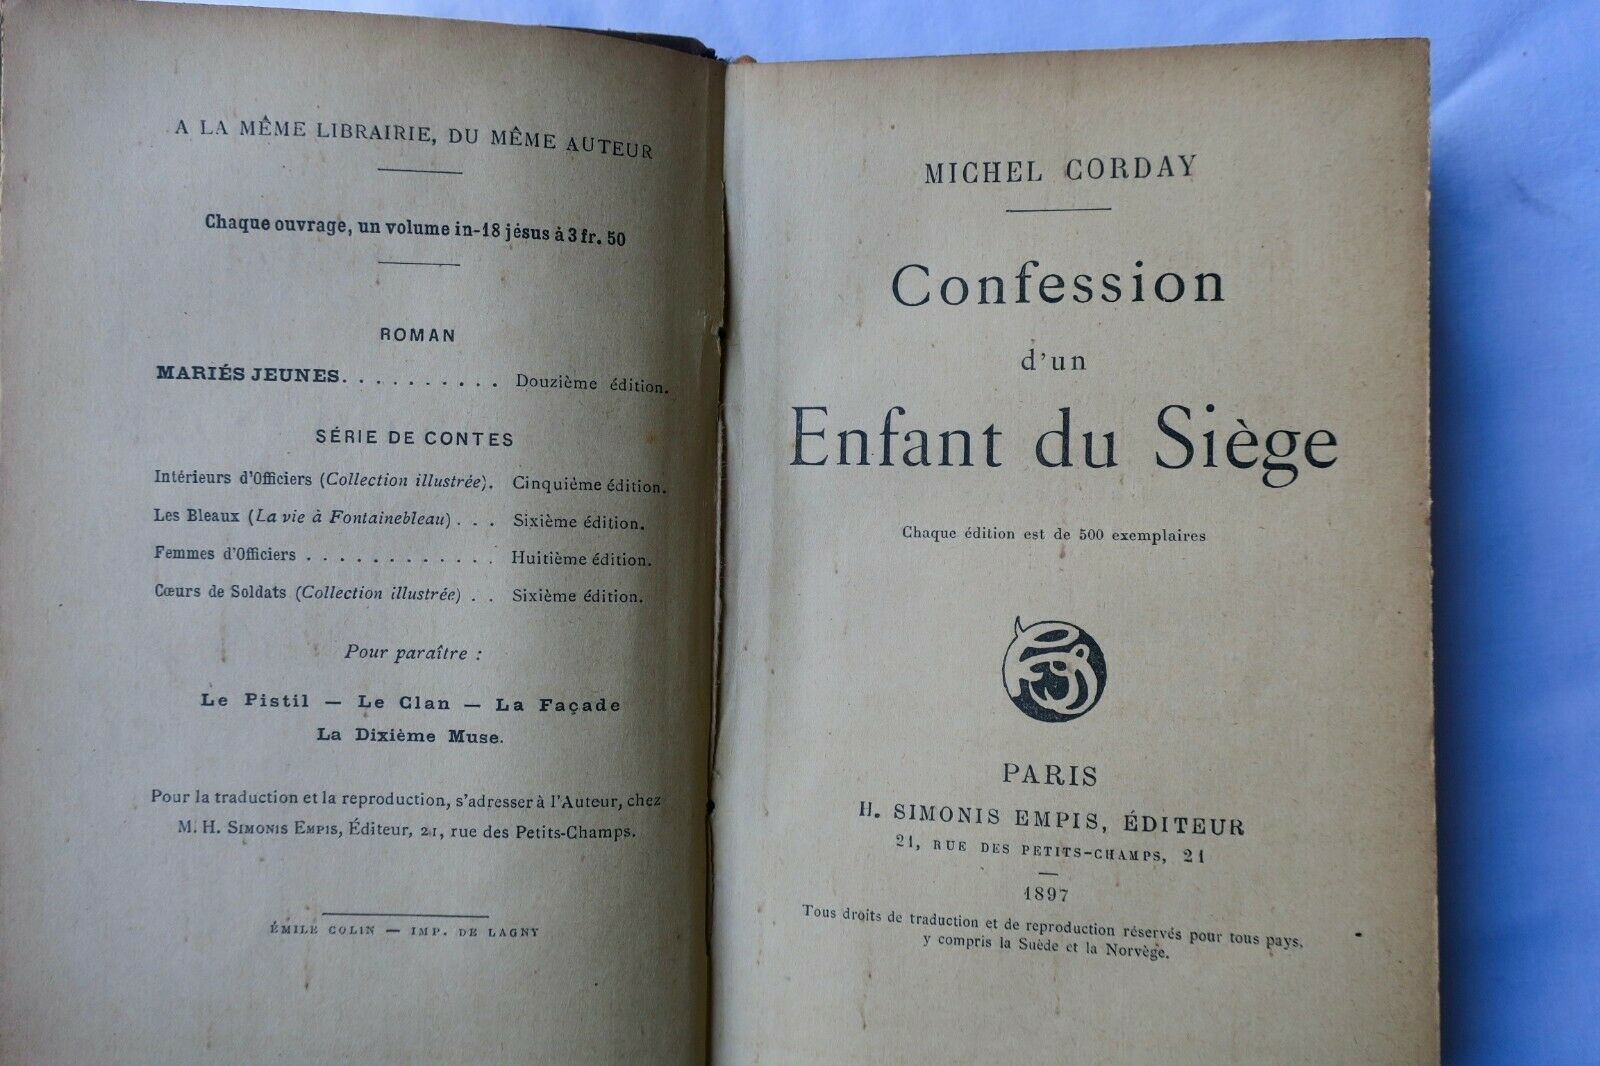 A LA MÊME LIBRAIRIE, DU MÊME AUTEUR
Chaque ouvrage, un volume in-18 jésus à 3 fr. 50
ROMAN
MARIÉS JEUNES. . . . . . . . . . Douzième édition.
SÉRIE DE CONTES
Intérieurs d'Officiers (Collection illustrée). Cinquième édition.
Les Bleaux (La vie à Fontainebleau) . . . Sixième édition.
Femmes d'Officiers . . . . . . . . . . . . Huitième édition.
Cœurs de Soldats (Collection illustrée) . . Sixième édition.
Pour paraître :
Le Pistil — Le Clan — La Façade
La Dixième Muse.
Pour la traduction et la reproduction, s'adresser à l'Auteur, chez
M. H. SIMONIS EMPIS, Éditeur, 21, rue des Petits-Champs.
ÉMILE COLIN — IMP. DE LAGNY
MICHEL CORDAY
Confession
d'un
Enfant du Siège
Chaque édition est de 500 exemplaires
PARIS
H. SIMONIS EMPIS, ÉDITEUR
21, RUE DES PETITS-CHAMPS, 21
1897
Tous droits de traduction et de reproduction réservés pour tous pays,
y compris la Suède et la Norvège.